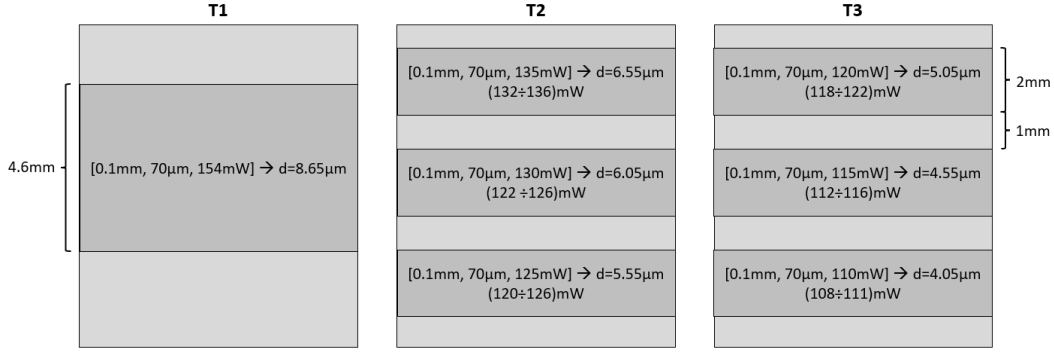 T1
T2
T3
4.6mm
[0.1mm, 70µm, 154mW] → d=8.65µm
[0.1mm, 70µm, 135mW] → d=6.55µm
(132÷136)mW
[0.1mm, 70µm, 130mW] → d=6.05µm
(122 ÷126)mW
[0.1mm, 70µm, 125mW] → d=5.55µm
(120÷126)mW
[0.1mm, 70µm, 120mW] → d=5.05µm
(118÷122)mW
[0.1mm, 70µm, 115mW] → d=4.55µm
(112÷116)mW
[0.1mm, 70µm, 110mW] → d=4.05µm
(108÷111)mW
2mm
1mm